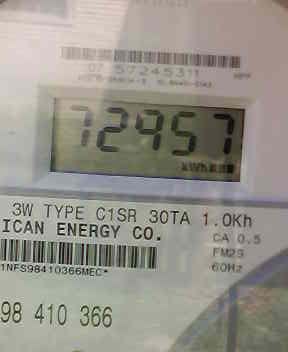 07 57245311
72957
kWh
3W TYPE C1SR 30TA 1.0Kh
ICAN ENERGY CO.
CA 0.5
FM2S
60Hz
1NFS98410366MEC*
98 410 366